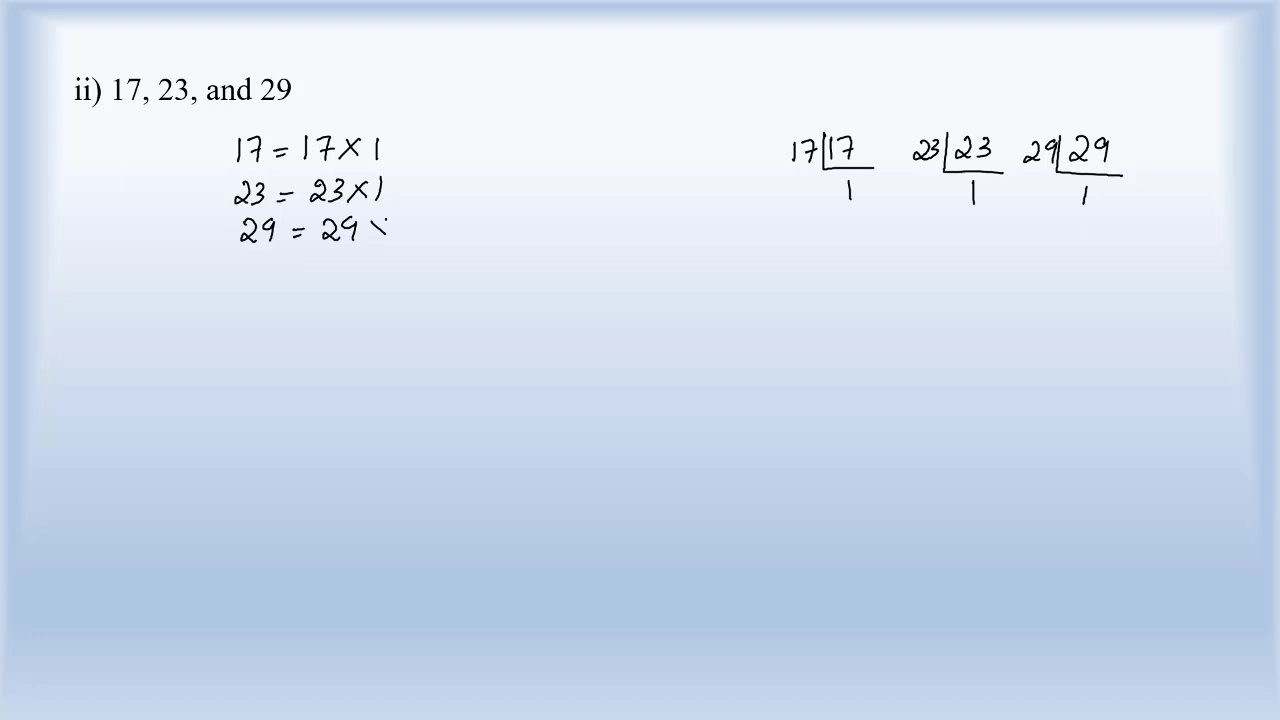 ii) 17, 23, and 29
17 = 17 × 1
23 = 23 × 1
29 = 29
17 17 23 23 29 29
1 1 1